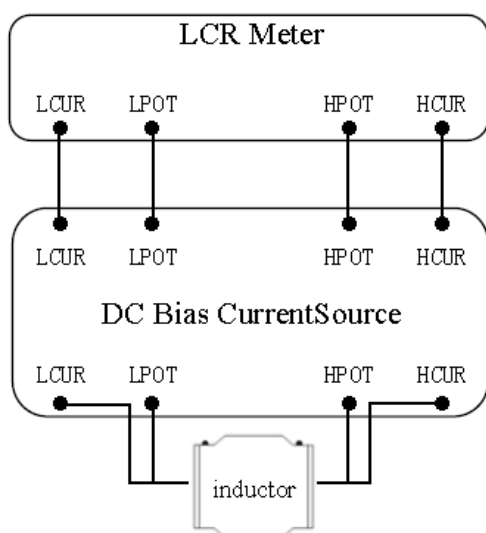 LCR Meter
LCUR LPOT HPOT HCUR
LCUR LPOT HPOT HCUR
DC Bias CurrentSource
LCUR LPOT HPOT HCUR
inductor